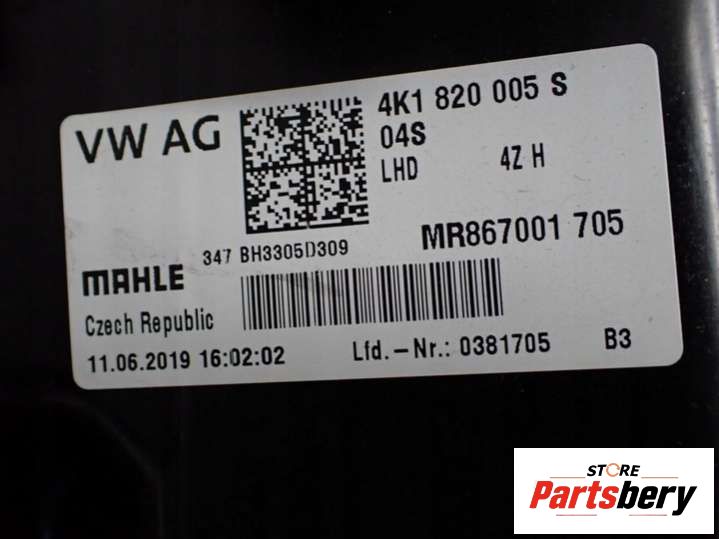 VW AG
4K1 820 005 S
04S
LHD 4Z H
347 BH3305D309
MR867001 705
MAHLE
Czech Republic
11.06.2019 16:02:02
Lfd.-Nr.: 0381705 B3
STORE
Partsbery